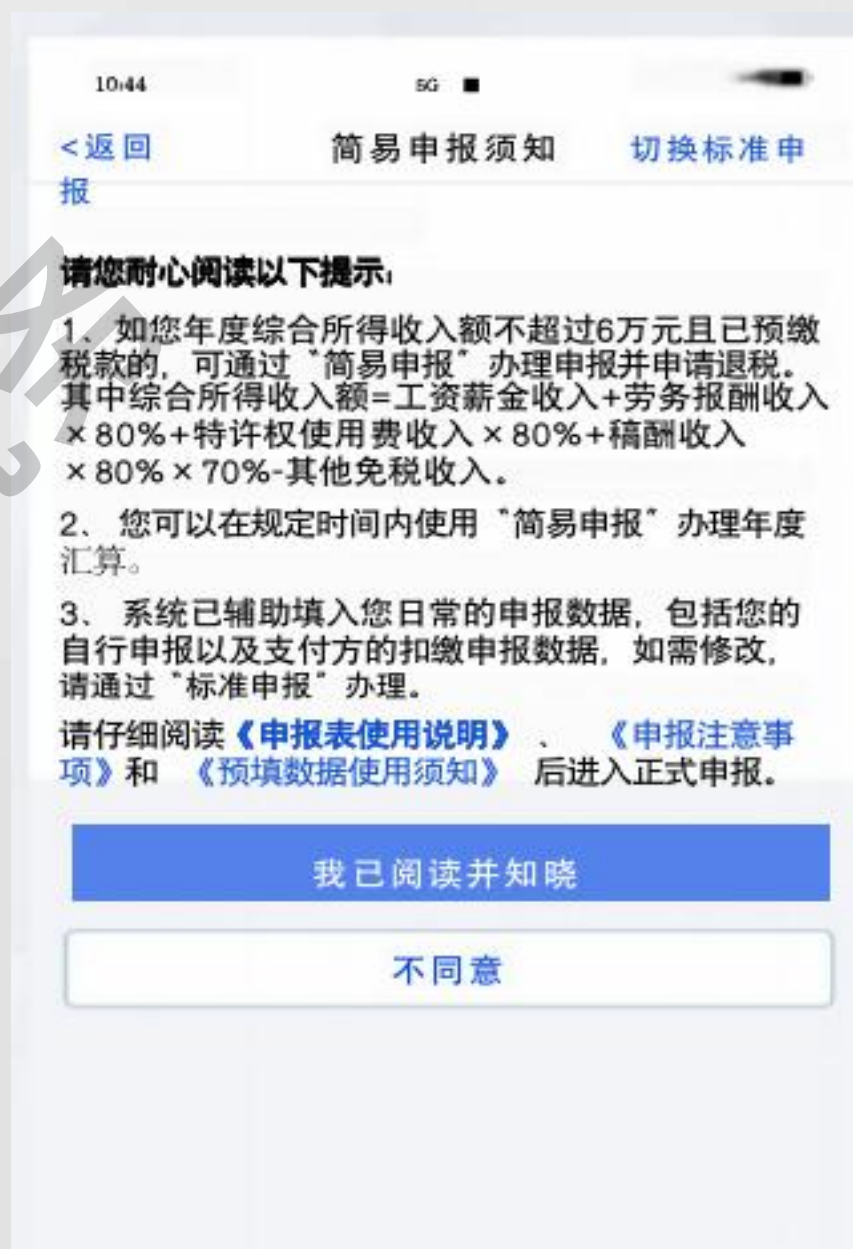 10:44 5G
<返回 简易申报须知 切换标准申
报
请您耐心阅读以下提示:
1、如您年度综合所得收入额不超过6万元且已预缴
税款的, 可通过“简易申报”办理申报并申请退税。
其中综合所得收入额=工资薪金收入+劳务报酬收入
×80%+特许权使用费收入×80%+稿酬收入
×80%×70%-其他免税收入。
2、 您可以在规定时间内使用“简易申报”办理年度
汇算。
3、 系统已辅助填入您日常的申报数据, 包括您的
自行申报以及支付方的扣缴申报数据, 如需修改,
请通过“标准申报”办理。
请仔细阅读《申报表使用说明》、 《申报注意事
项》和 《预填数据使用须知》 后进入正式申报。
我已阅读并知晓
不同意